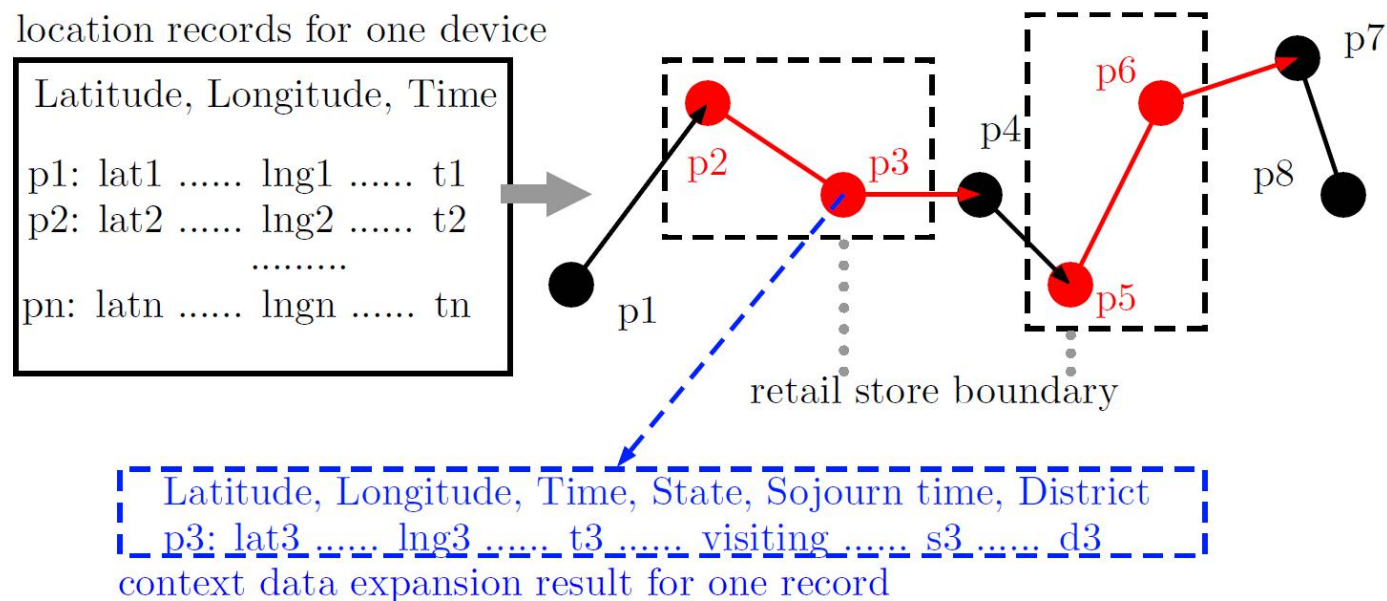 location records for one device
Latitude, Longitude, Time
p1: lat1 ...... lng1 ...... t1
p2: lat2 ...... lng2 ...... t2
.........
pn: latn ...... lngn ...... tn
p1
p2
p3
p4
p5
p6
p7
p8
retail store boundary
Latitude, Longitude, Time, State, Sojourn time, District
p3: lat3 ...... lng3 ...... t3 ...... visiting ...... s3 ...... d3
context data expansion result for one record